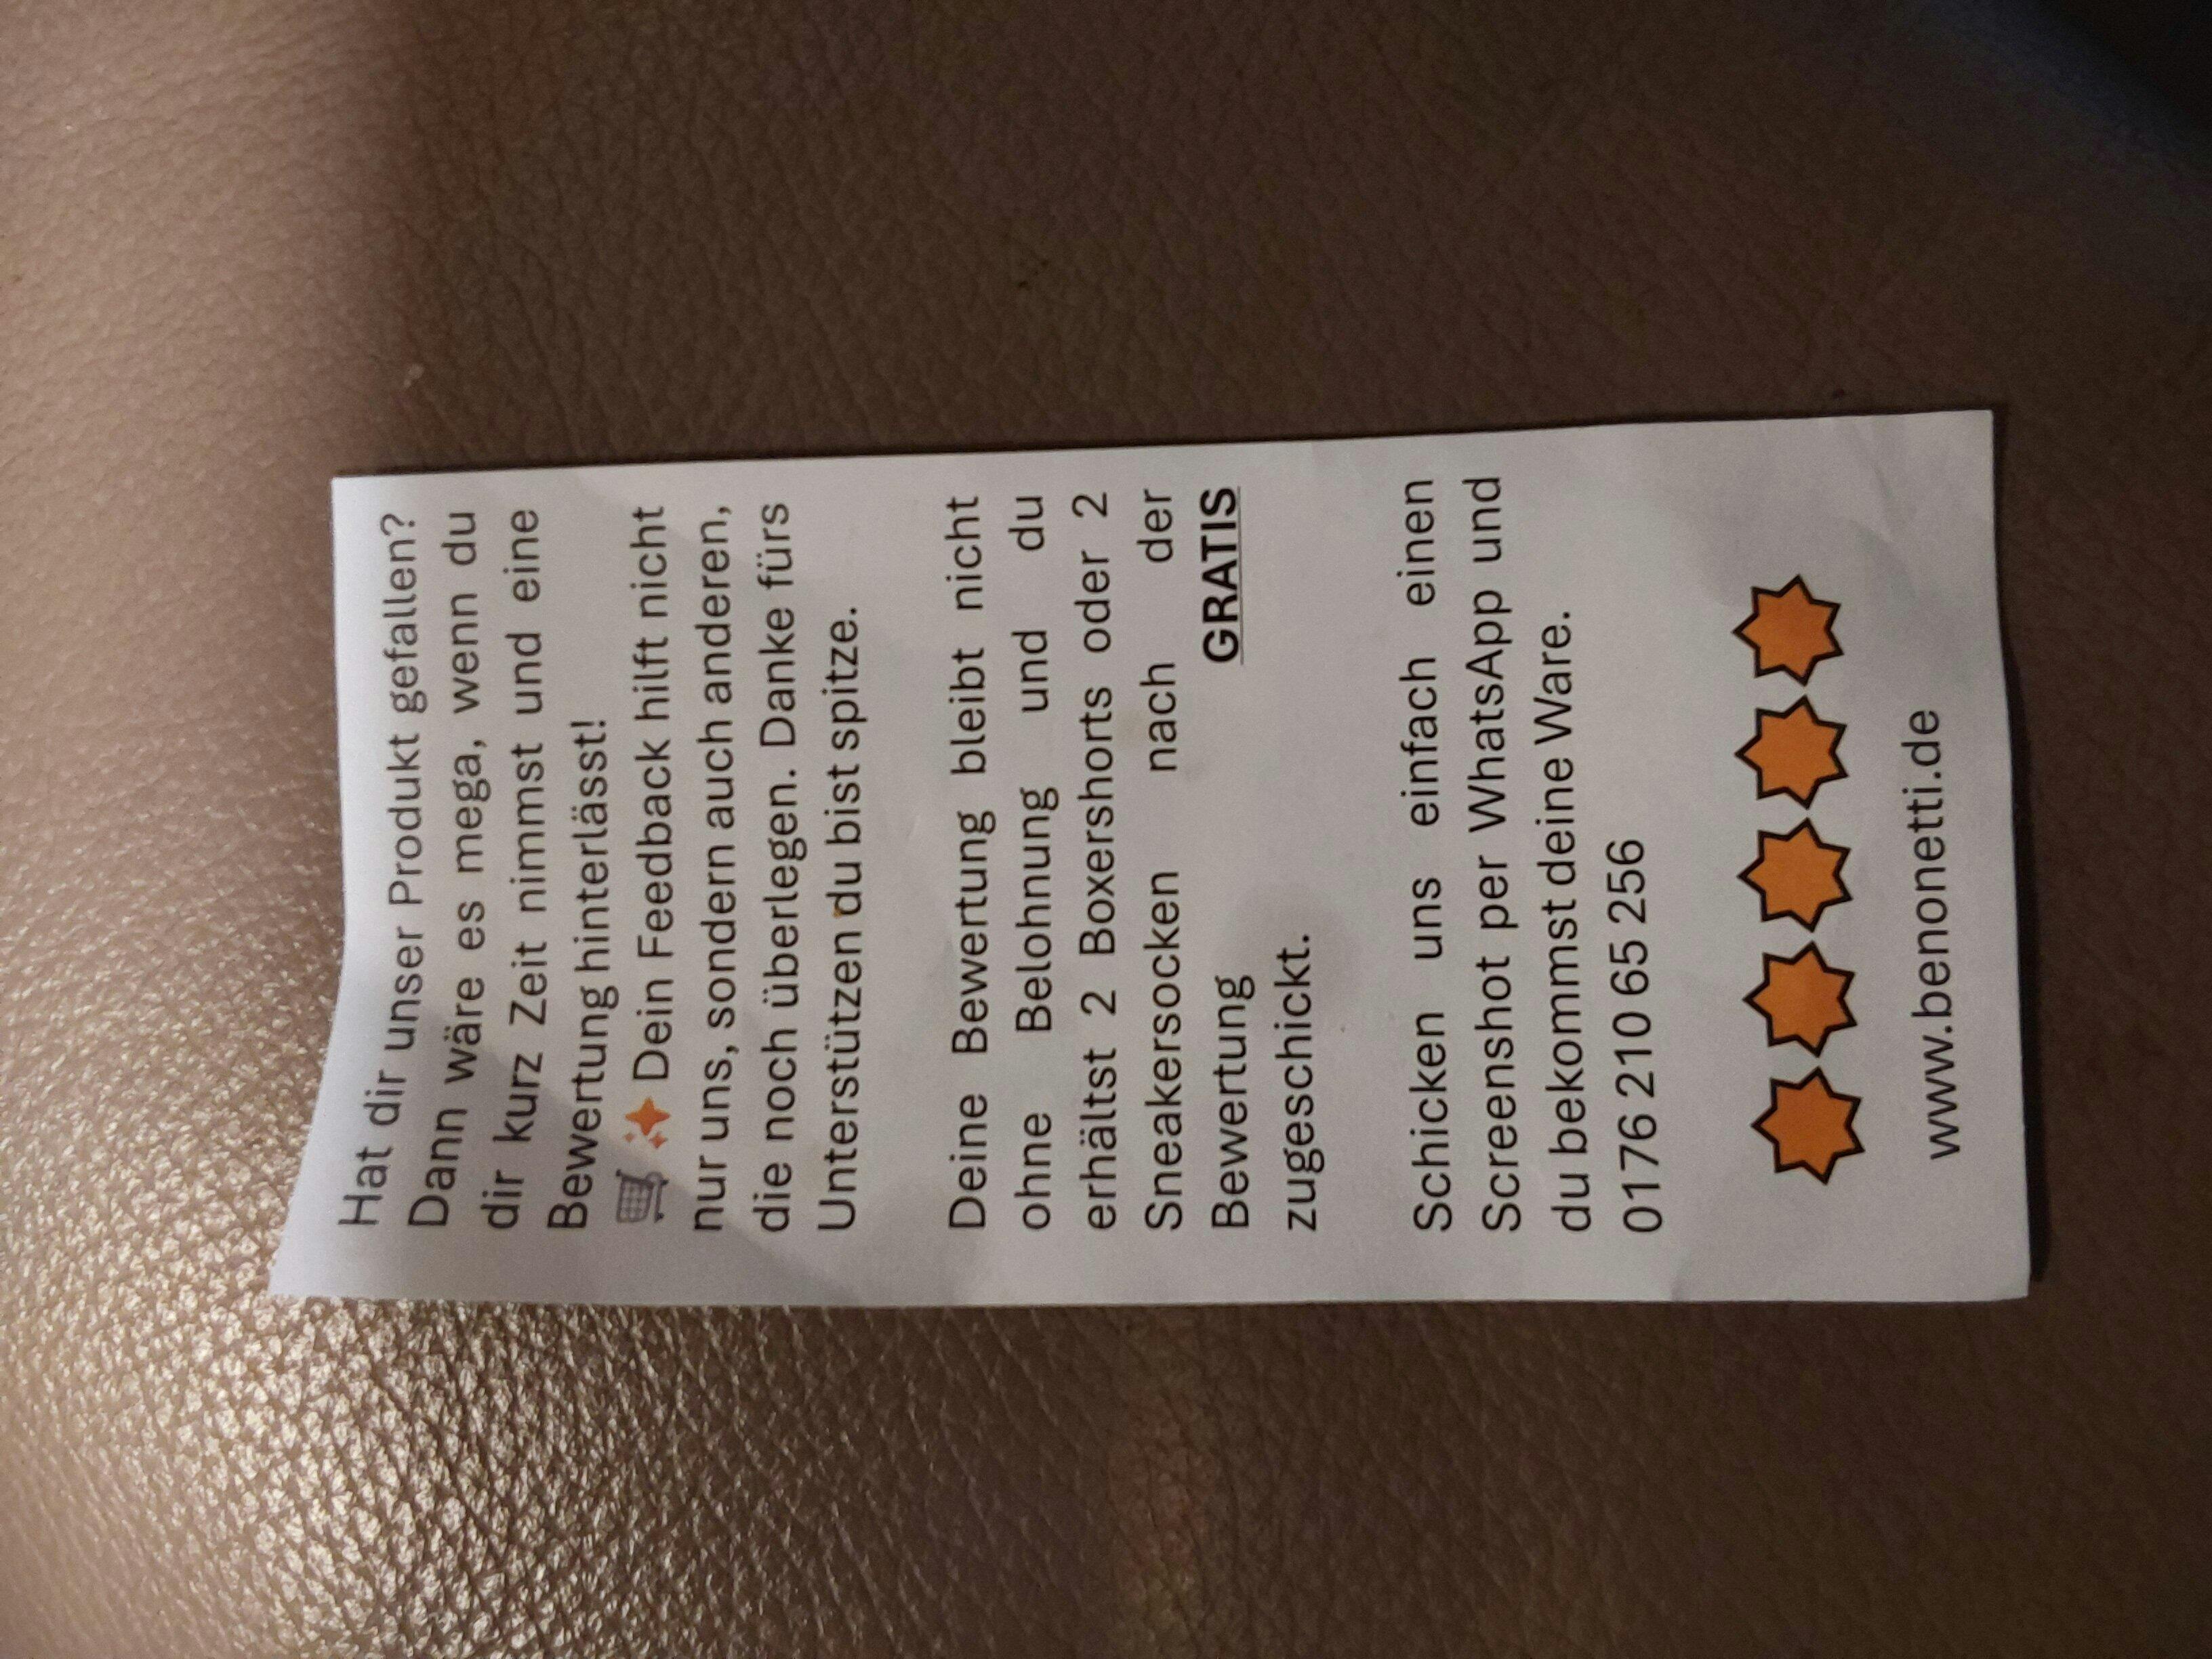 Hat dir unser Produkt gefallen?
Dann wäre es mega, wenn du
dir kurz Zeit nimmst und eine
Bewertung hinterlässt!
🛒✨ Dein Feedback hilft nicht
nur uns, sondern auch anderen,
die noch überlegen. Danke fürs
Unterstützen du bist spitze.
Deine Bewertung bleibt nicht
ohne Belohnung und du
erhältst 2 Boxershorts oder 2
Sneakersocken nach der
Bewertung GRATIS
zugeschickt.
Schicken uns einfach einen
Screenshot per WhatsApp und
du bekommst deine Ware.
0176 210 65 256
www.benonetti.de